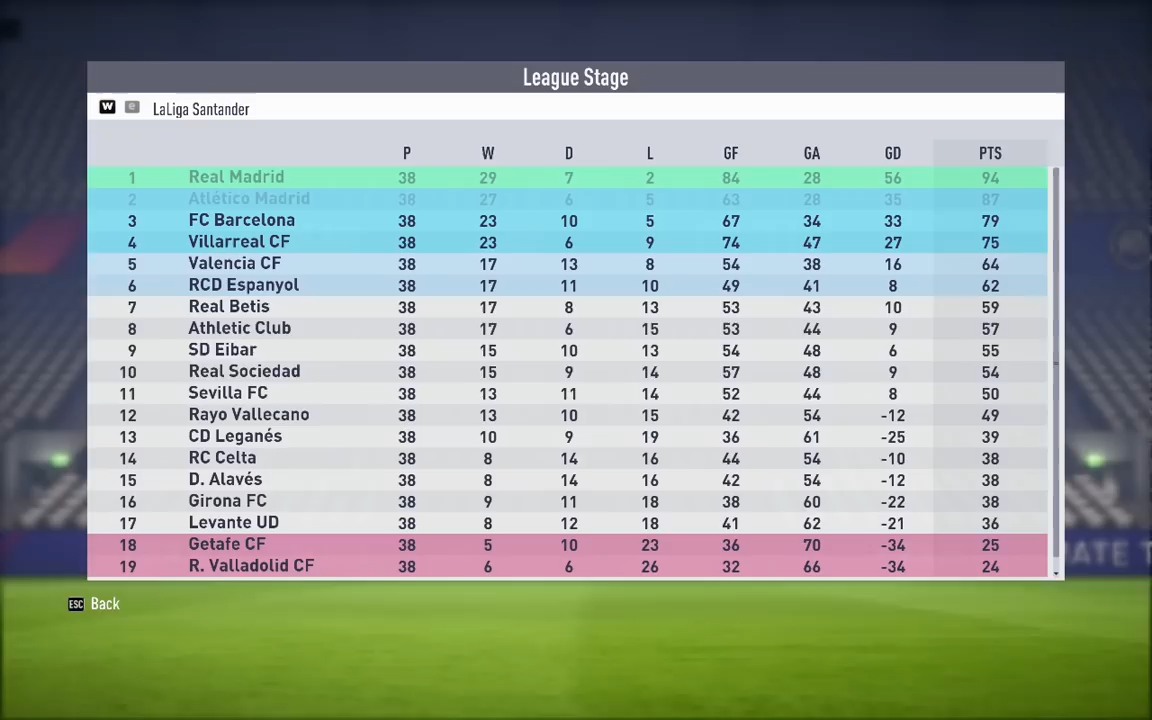 League Stage
W e LaLiga Santander
P W D L GF GA GD PTS
1 Real Madrid 38 29 7 2 84 28 56 94
2 Atlético Madrid 38 27 6 5 63 28 35 87
3 FC Barcelona 38 23 10 5 67 34 33 79
4 Villarreal CF 38 23 6 9 74 47 27 75
5 Valencia CF 38 17 13 8 54 38 16 64
6 RCD Espanyol 38 17 11 10 49 41 8 62
7 Real Betis 38 17 8 13 53 43 10 59
8 Athletic Club 38 17 6 15 53 44 9 57
9 SD Eibar 38 15 10 13 54 48 6 55
10 Real Sociedad 38 15 9 14 57 48 9 54
11 Sevilla FC 38 13 11 14 52 44 8 50
12 Rayo Vallecano 38 13 10 15 42 54 -12 49
13 CD Leganés 38 10 9 19 36 61 -25 39
14 RC Celta 38 8 14 16 44 54 -10 38
15 D. Alavés 38 8 14 16 42 54 -12 38
16 Girona FC 38 9 11 18 38 60 -22 38
17 Levante UD 38 8 12 18 41 62 -21 36
18 Getafe CF 38 5 10 23 36 70 -34 25
19 R. Valladolid CF 38 6 6 26 32 66 -34 24
ATE T
ESC Back